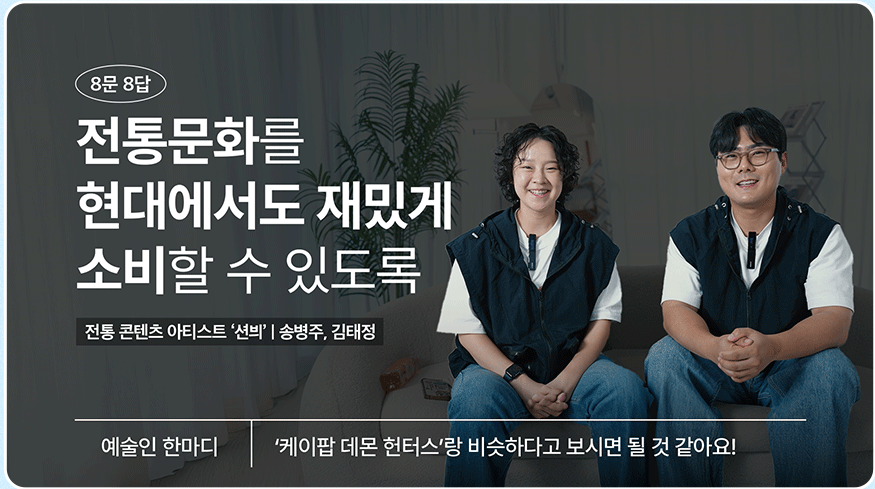 8문 8답
전통문화를
현대에서도 재밌게
소비할 수 있도록
전통 콘텐츠 아티스트 ‘션븨’ | 송병주, 김태정
예술인 한마디
‘케이팝 데몬 헌터스’랑 비슷하다고 보시면 될 것 같아요!